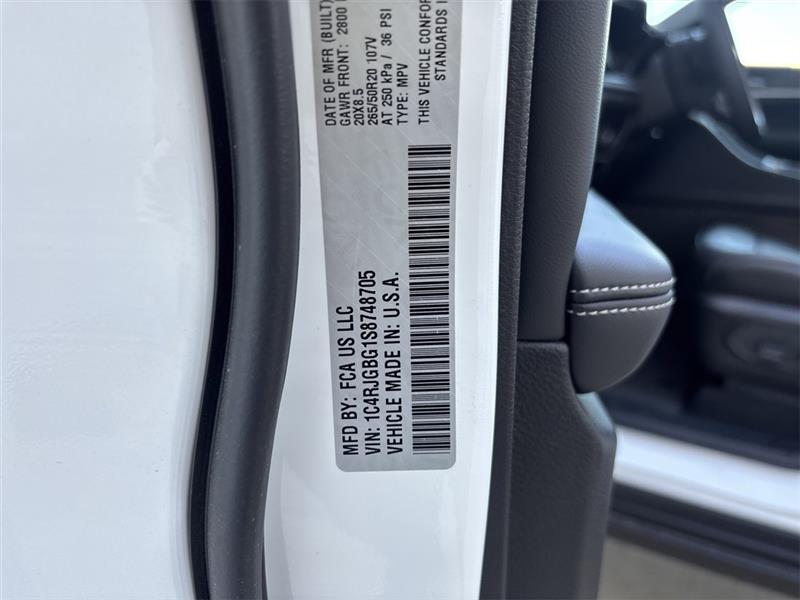 MFD BY: FCA US LLC
VIN: 1C4RJGBG1S8748705
VEHICLE MADE IN: U.S.A.
DATE OF MFR (BUILT)
GAWR FRONT: 2800
20X8.5
265/50R20 107V
AT 250 kPa / 36 PSI
TYPE: MPV
THIS VEHICLE CONFOR
STANDARDS I